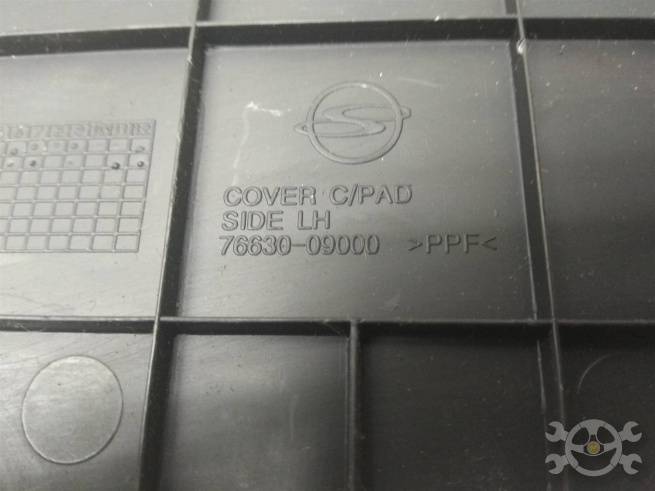 COVER C/PAD
SIDE LH
76630-09000 >PPF<